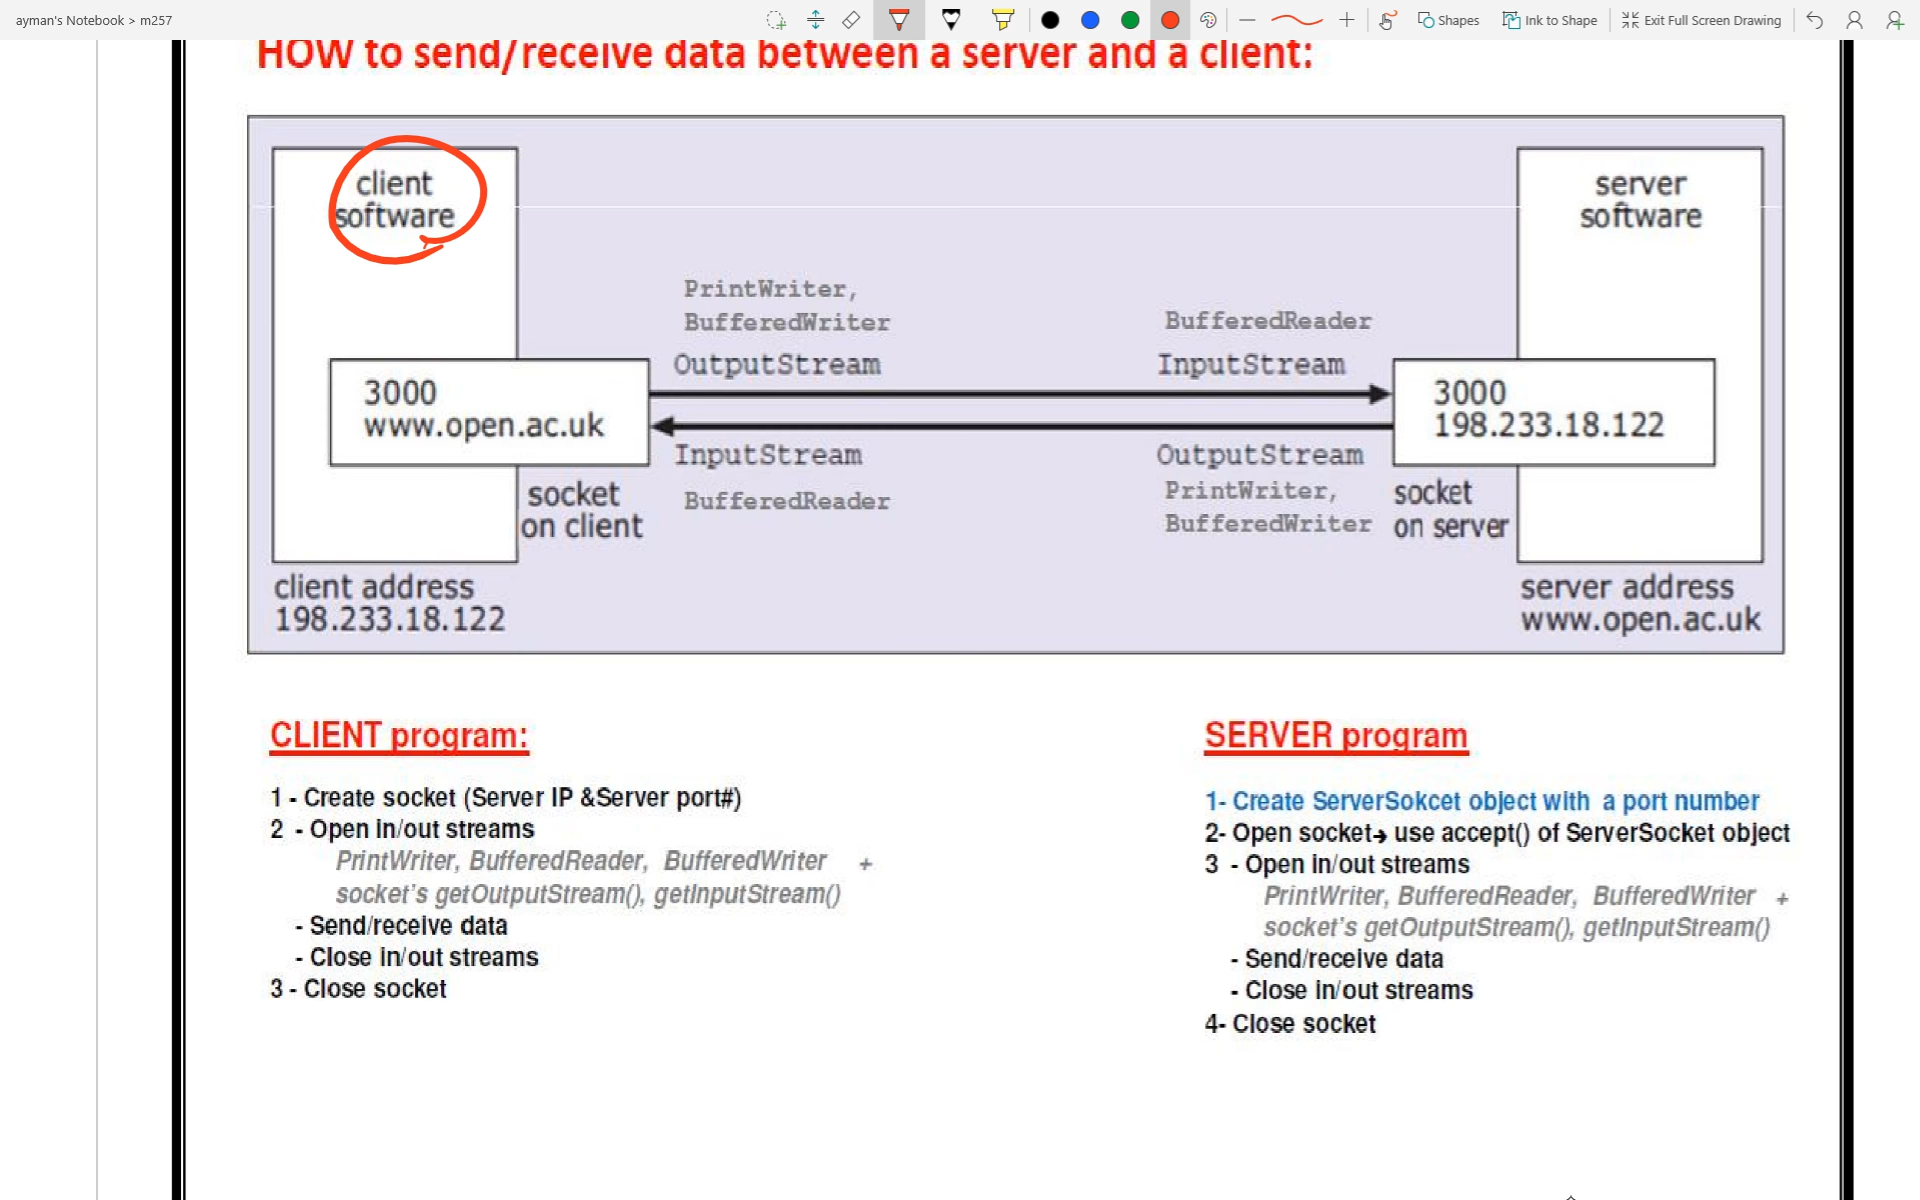 ayman's Notebook > m257
Shapes
Ink to Shape
Exit Full Screen Drawing
HOW to send/receive data between a server and a client:
client
software
server
software
PrintWriter,
BufferedWriter
OutputStream
BufferedReader
InputStream
3000
www.open.ac.uk
3000
198.233.18.122
InputStream
BufferedReader
OutputStream
PrintWriter,
BufferedWriter
socket
on client
socket
on server
client address
198.233.18.122
server address
www.open.ac.uk
CLIENT program:
1 - Create socket (Server IP &Server port#)
2 - Open in/out streams
PrintWriter, BufferedReader, BufferedWriter +
socket's getOutputStream(), getInputStream()
- Send/receive data
- Close in/out streams
3 - Close socket
SERVER program
1- Create ServerSokcet object with a port number
2- Open socket→ use accept() of ServerSocket object
3 - Open in/out streams
PrintWriter, BufferedReader, BufferedWriter +
socket's getOutputStream(), getInputStream()
- Send/receive data
- Close in/out streams
4- Close socket